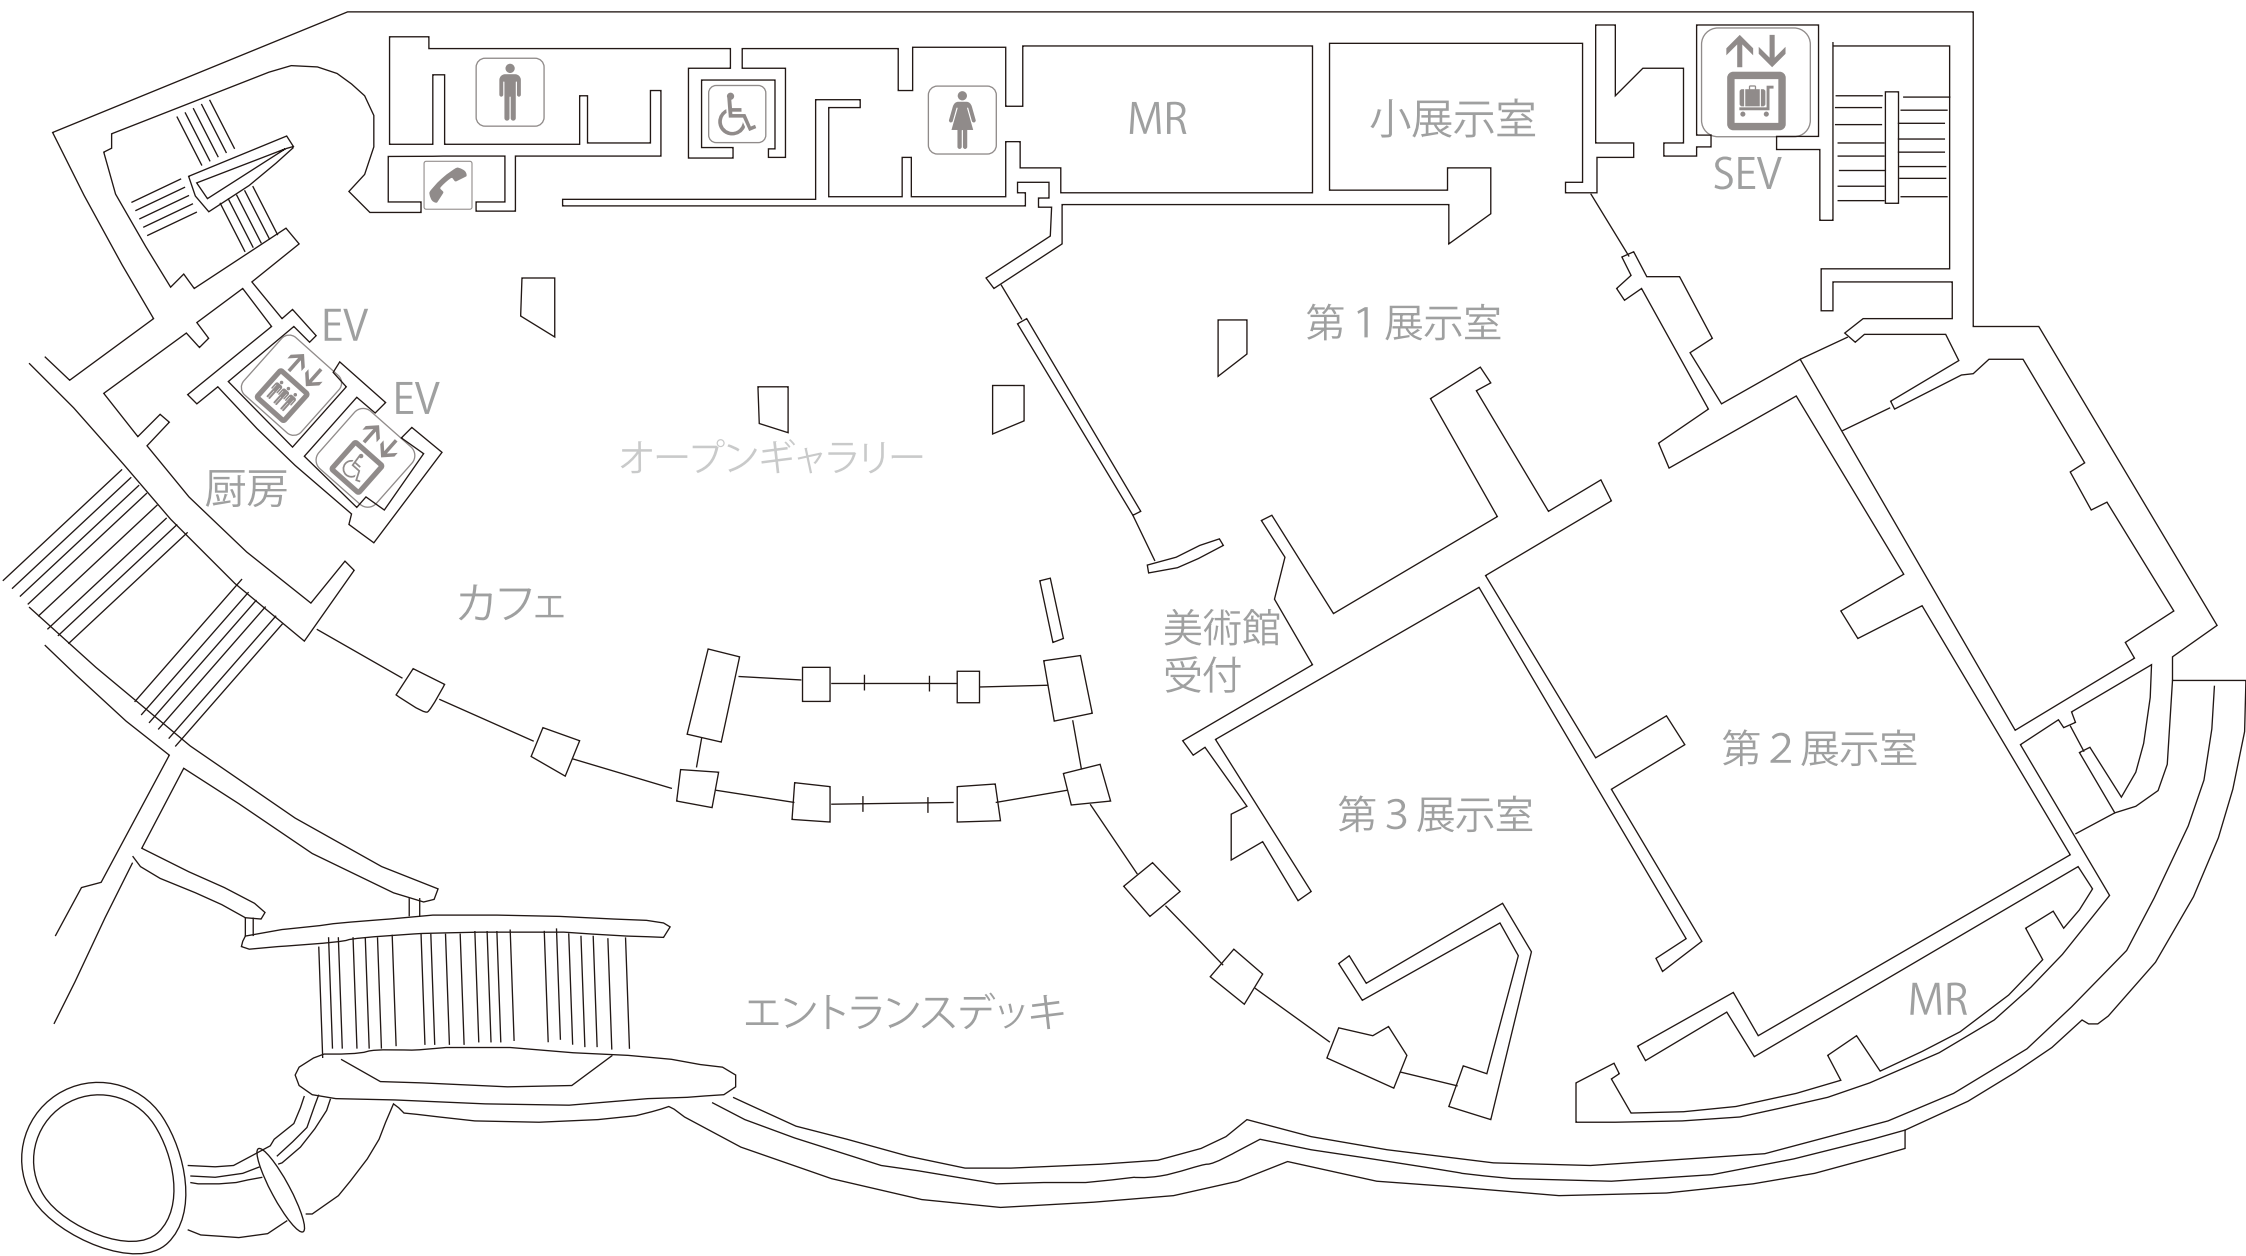 MR
小展示室
SEV
EV
第1展示室
EV
オープンギャラリー
厨房
カフェ
美術館
受付
第2展示室
第3展示室
エントランスデッキ
MR